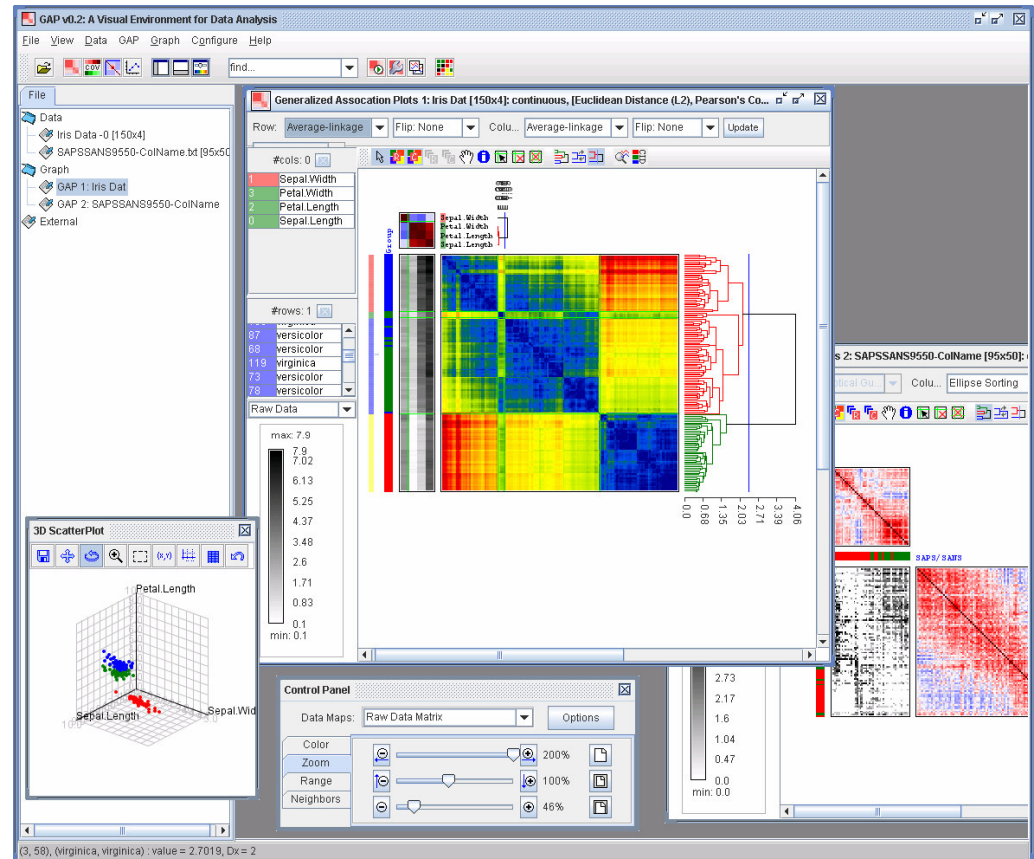 GAP v0.2: A Visual Environment for Data Analysis
File View Data GAP Graph Configure Help
find...
File
Data
Iris Data -0 [150x4]
SAPSSANS9550-ColName.txt [95x50
Graph
GAP 1: Iris Dat
GAP 2: SAPSSANS9550-ColName
External
Generalized Assocation Plots 1: Iris Dat [150x4]: continuous, [Euclidean Distance (L2), Pearson's Co...
Row: Average-linkage Flip: None Colu... Average-linkage Flip: None Update
#cols: 0
1 Sepal.Width
3 Petal.Width
2 Petal.Length
0 Sepal.Length
#rows: 1
87 versicolor
68 versicolor
119 virginica
73 versicolor
78 versicolor
Raw Data
max: 7.9
7.9
7.02
6.13
5.25
4.37
3.48
2.6
1.71
0.83
0.1
min: 0.1
Sepal.Width
Petal.Width
Petal.Length
Sepal.Length
Group
0.0 0.68 1.35 2.03 2.71 3.39 4.06
s 2: SAPSSANS9550-ColName [95x50]:
Colu... Ellipse Sorting
SAPS/SANS
2.73
2.17
1.6
1.04
0.47
0.0
min: 0.0
3D ScatterPlot
(x,y)
Petal.Length
Sepal.Length
Sepal.Wid
Control Panel
Data Maps: Raw Data Matrix Options
Color
Zoom
Range
Neighbors
200%
100%
46%
(3, 58), (virginica, virginica) : value = 2.7019, Dx = 2